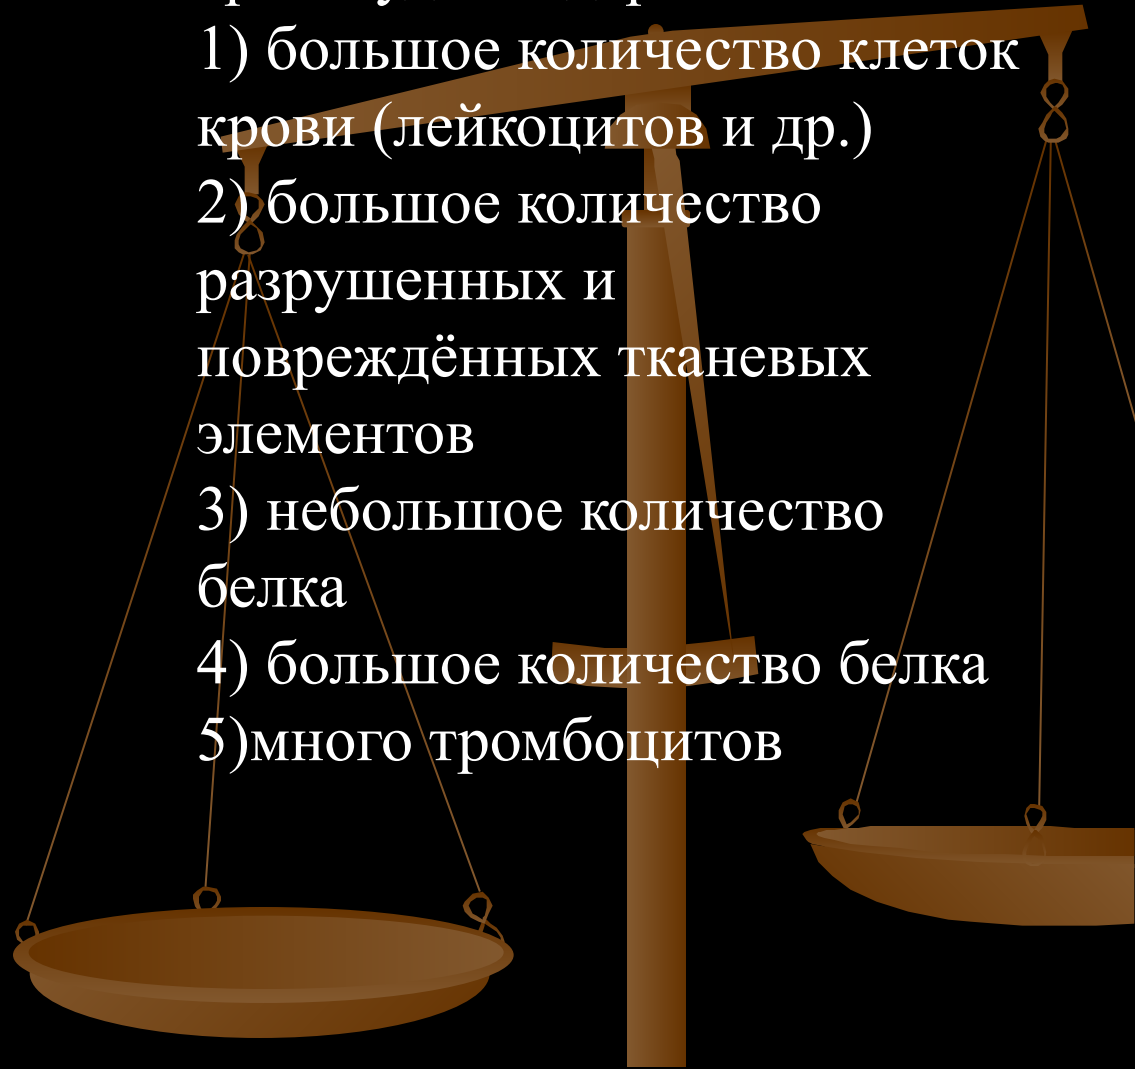 1) большое количество клеток
крови (лейкоцитов и др.)
2) большое количество
разрушенных и
повреждённых тканевых
элементов
3) небольшое количество
белка
4) большое количество белка
5)много тромбоцитов